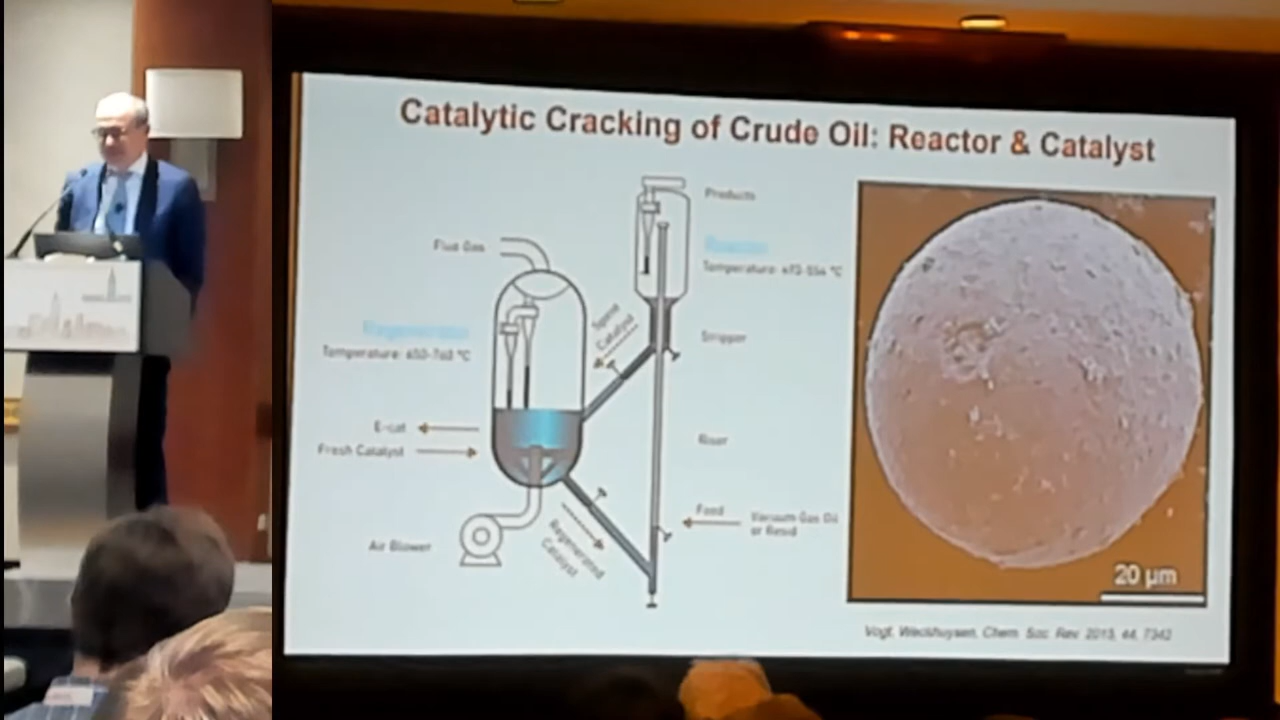 Catalytic Cracking of Crude Oil: Reactor & Catalyst
Products
Reactor
Flue Gas
Spent
Catalyst
Regenerator
Stripper
E-cat
Fresh Catalyst
Riser
Feed
Vacuum Gas Oil
or Resid
Air Blower
Regenerated
Catalyst
20 µm
Vogt, Weckhuysen, Chem. Soc. Rev. 2015, 44, 7342